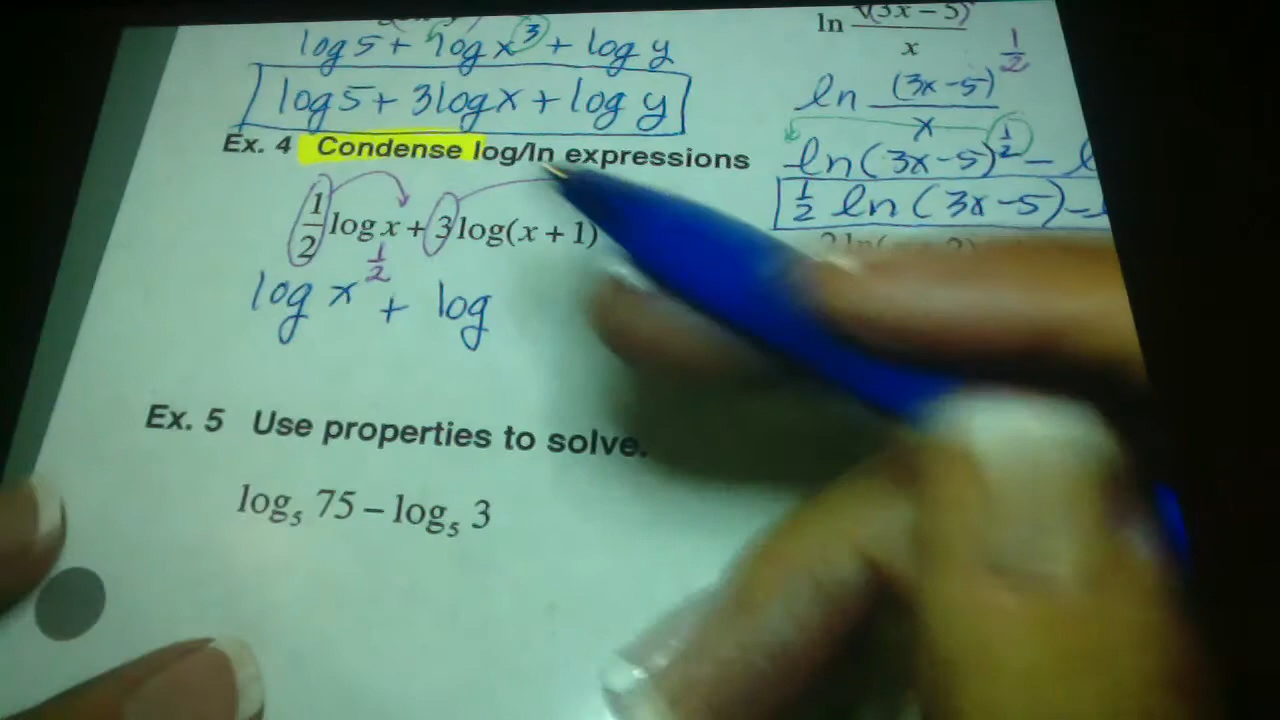 log 5 + log x³ + log y
log 5 + 3 log x + log y
Ex. 4 Condense log/ln expressions
1/2 log x + 3 log(x + 1)
log x^1/2 + log
Ex. 5 Use properties to solve.
log₅ 75 – log₅ 3
ln √(3x – 5) / x
ln (3x – 5)^1/2 / x
ln (3x – 5)^1/2 –
1/2 ln (3x – 5) –